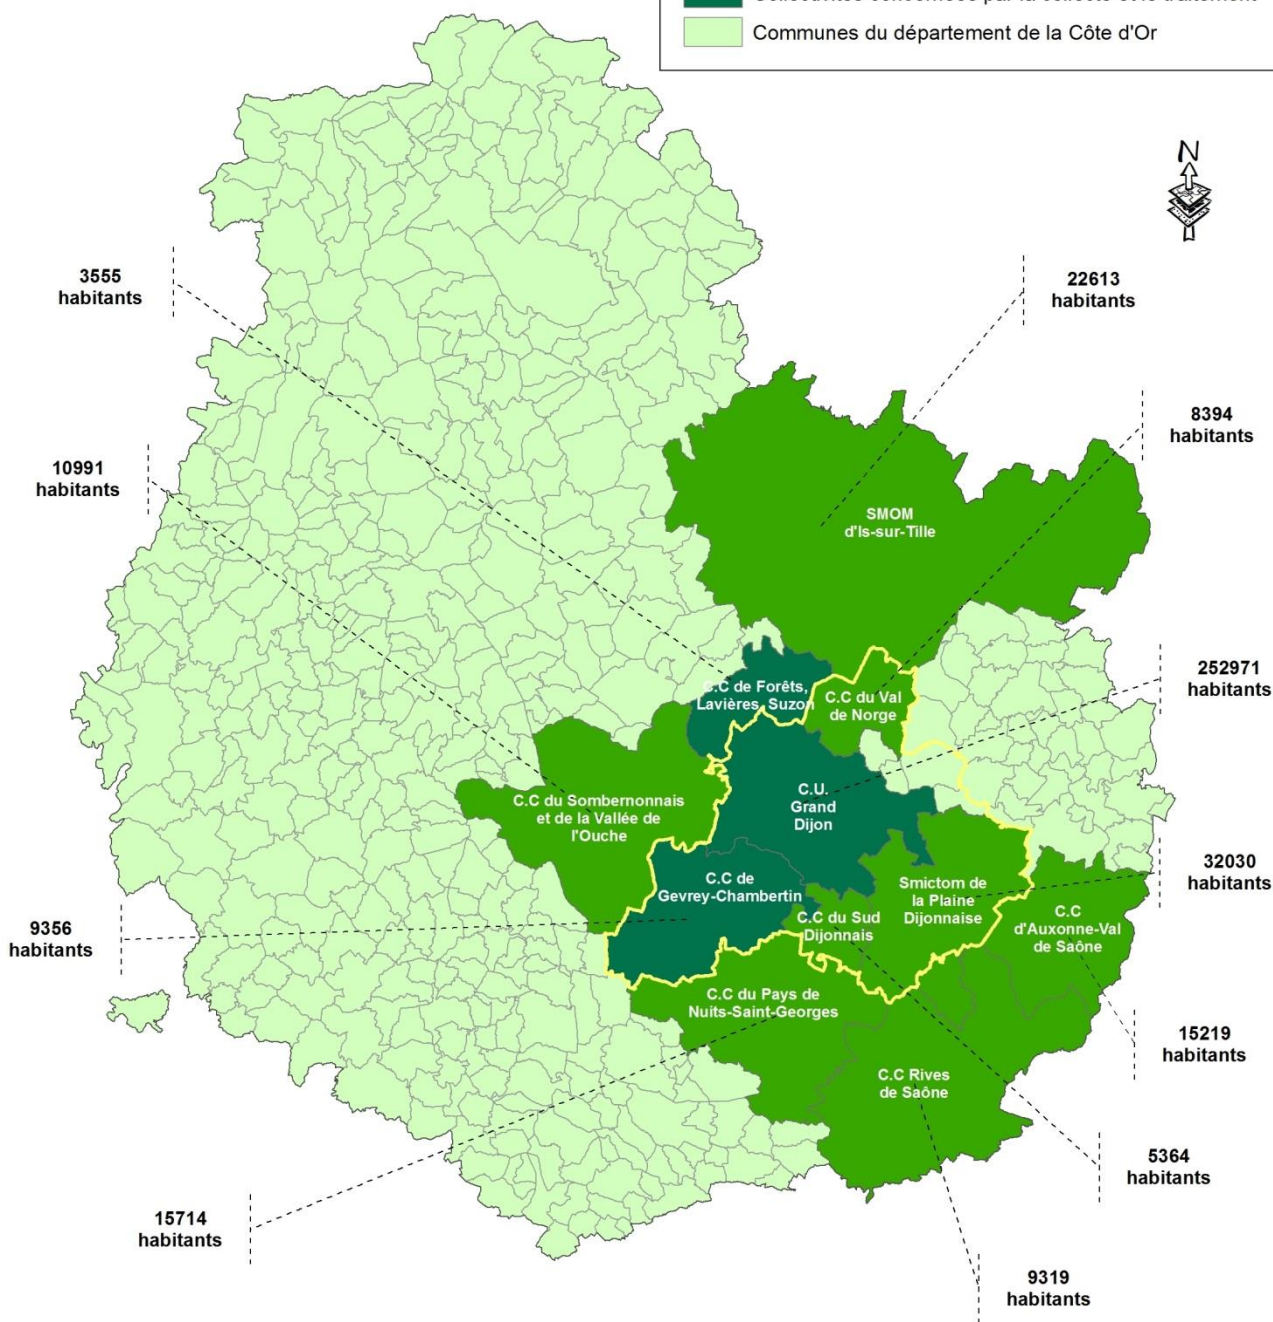 Communes du département de la Côte d'Or
N
3555
habitants
22613
habitants
8394
habitants
10991
habitants
SMOM
d'Is-sur-Tille
252971
habitants
C.C de Forêts,
Lavières, Suzon
C.C du Val
de Norge
C.U.
Grand
Dijon
C.C du Sombernonnais
et de la Vallée de
l'Ouche
32030
habitants
C.C de
Gevrey-Chambertin
Smictom de
la Plaine
Dijonnaise
C.C du Sud
Dijonnais
C.C
d'Auxonne-Val
de Saône
9356
habitants
C.C du Pays de
Nuits-Saint-Georges
15219
habitants
C.C Rives
de Saône
5364
habitants
15714
habitants
9319
habitants